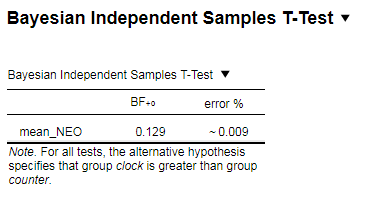 Bayesian Independent Samples T-Test ▼
Bayesian Independent Samples T-Test ▼
BF₊₀ error %
mean_NEO 0.129 ~ 0.009
Note. For all tests, the alternative hypothesis
specifies that group clock is greater than group
counter.